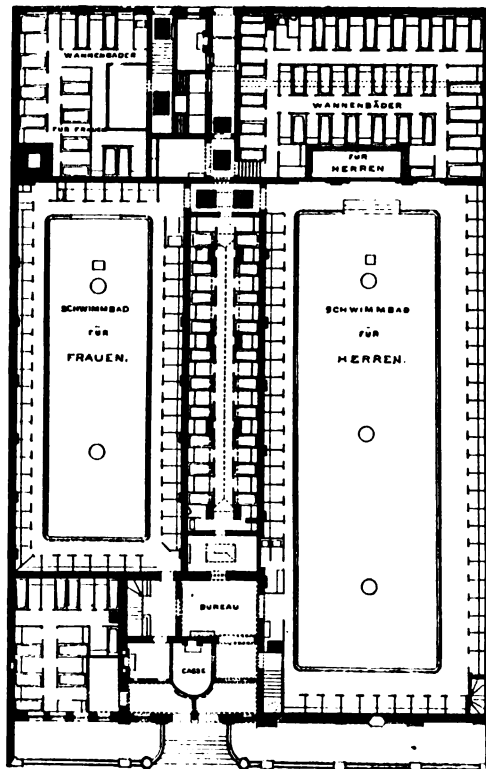 WANNENBÄDER
FÜR FRAUEN
WANNENBÄDER
FÜR
HERREN
SCHWIMMBAD
FÜR
FRAUEN.
SCHWIMMBAD
FÜR
HERREN.
BUREAU
CASSE